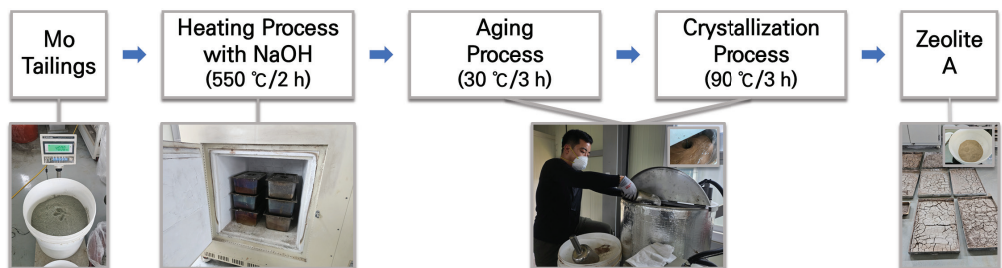 Mo
Tailings
Heating Process
with NaOH
(550 ℃/2 h)
Aging
Process
(30 ℃/3 h)
Crystallization
Process
(90 ℃/3 h)
Zeolite
A